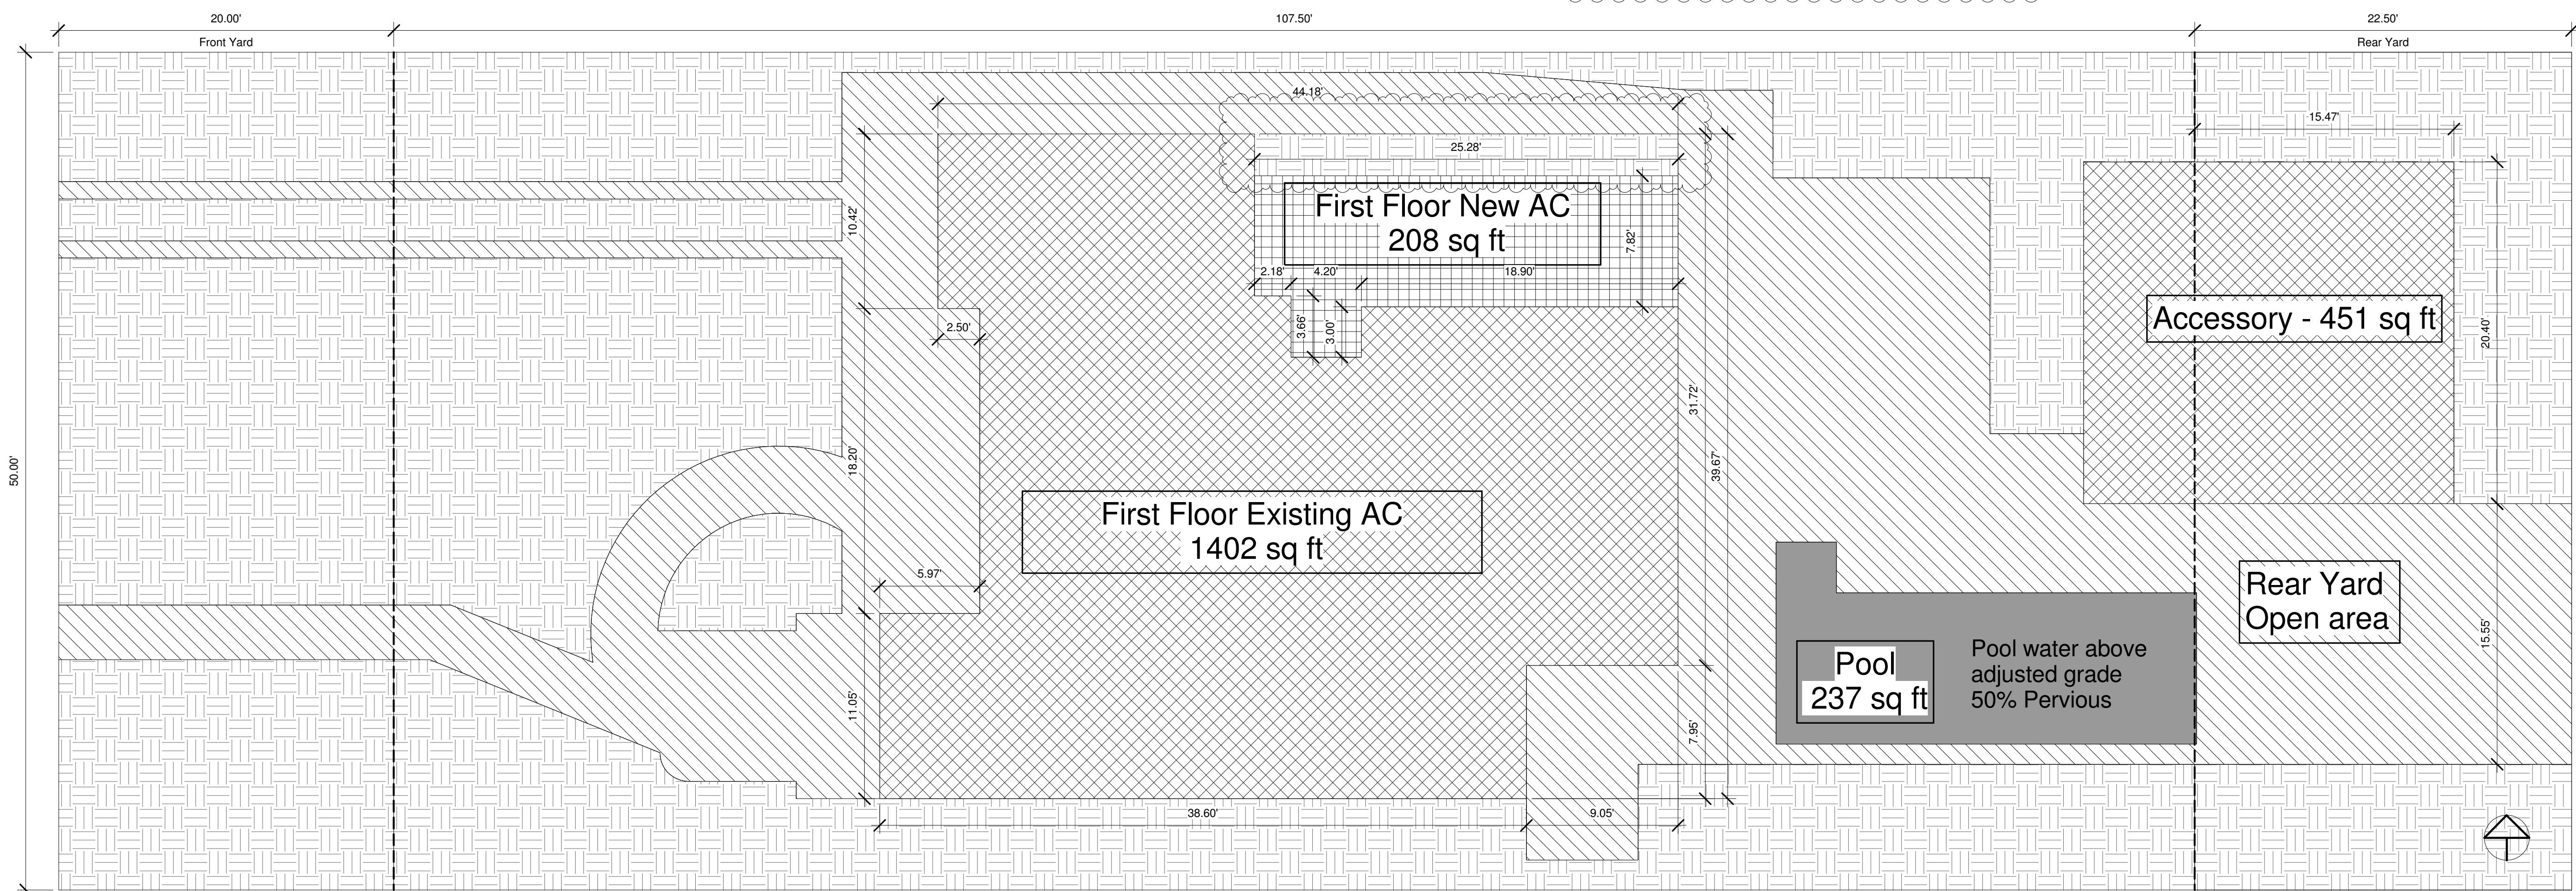 20.00'
107.50'
22.50'
Front Yard
Rear Yard
44.18'
15.47'
25.28'
First Floor New AC
208 sq ft
10.42'
7.82'
2.18'
4.20'
18.90'
Accessory - 451 sq ft
2.50'
3.66'
3.00'
20.40'
31.72'
50.00'
18.20'
39.67'
First Floor Existing AC
1402 sq ft
5.97'
Rear Yard
Open area
15.55'
Pool
237 sq ft
Pool water above
adjusted grade
50% Pervious
11.05'
7.95'
38.60'
9.05'